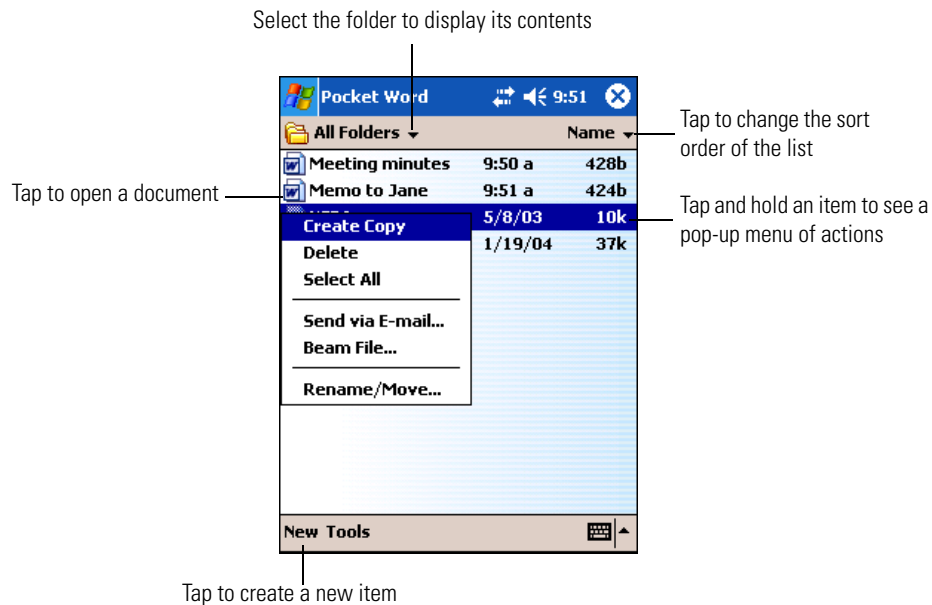 Select the folder to display its contents
Pocket Word 9:51
All Folders Name
Tap to change the sort
order of the list
Meeting minutes 9:50 a 428b
Tap to open a document
Memo to Jane 9:51 a 424b
5/8/03 10k
Tap and hold an item to see a
pop-up menu of actions
Create Copy
1/19/04 37k
Delete
Select All
Send via E-mail...
Beam File...
Rename/Move...
New Tools
Tap to create a new item